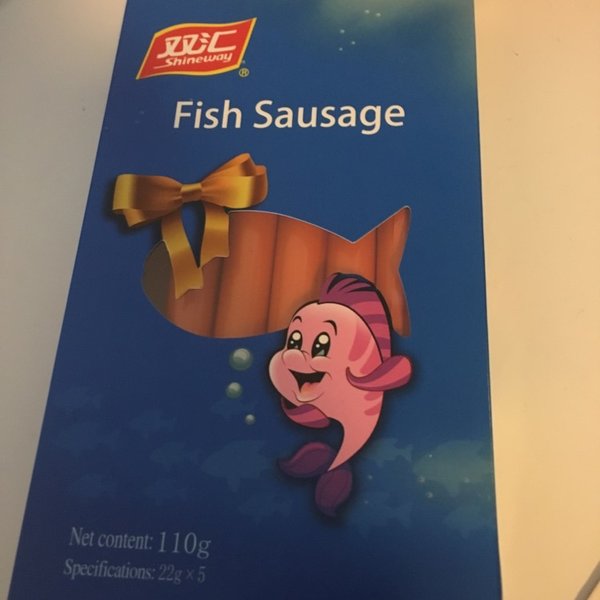 双汇
Shineway
®
Fish Sausage
Net content: 110g
Specifications: 22g×5